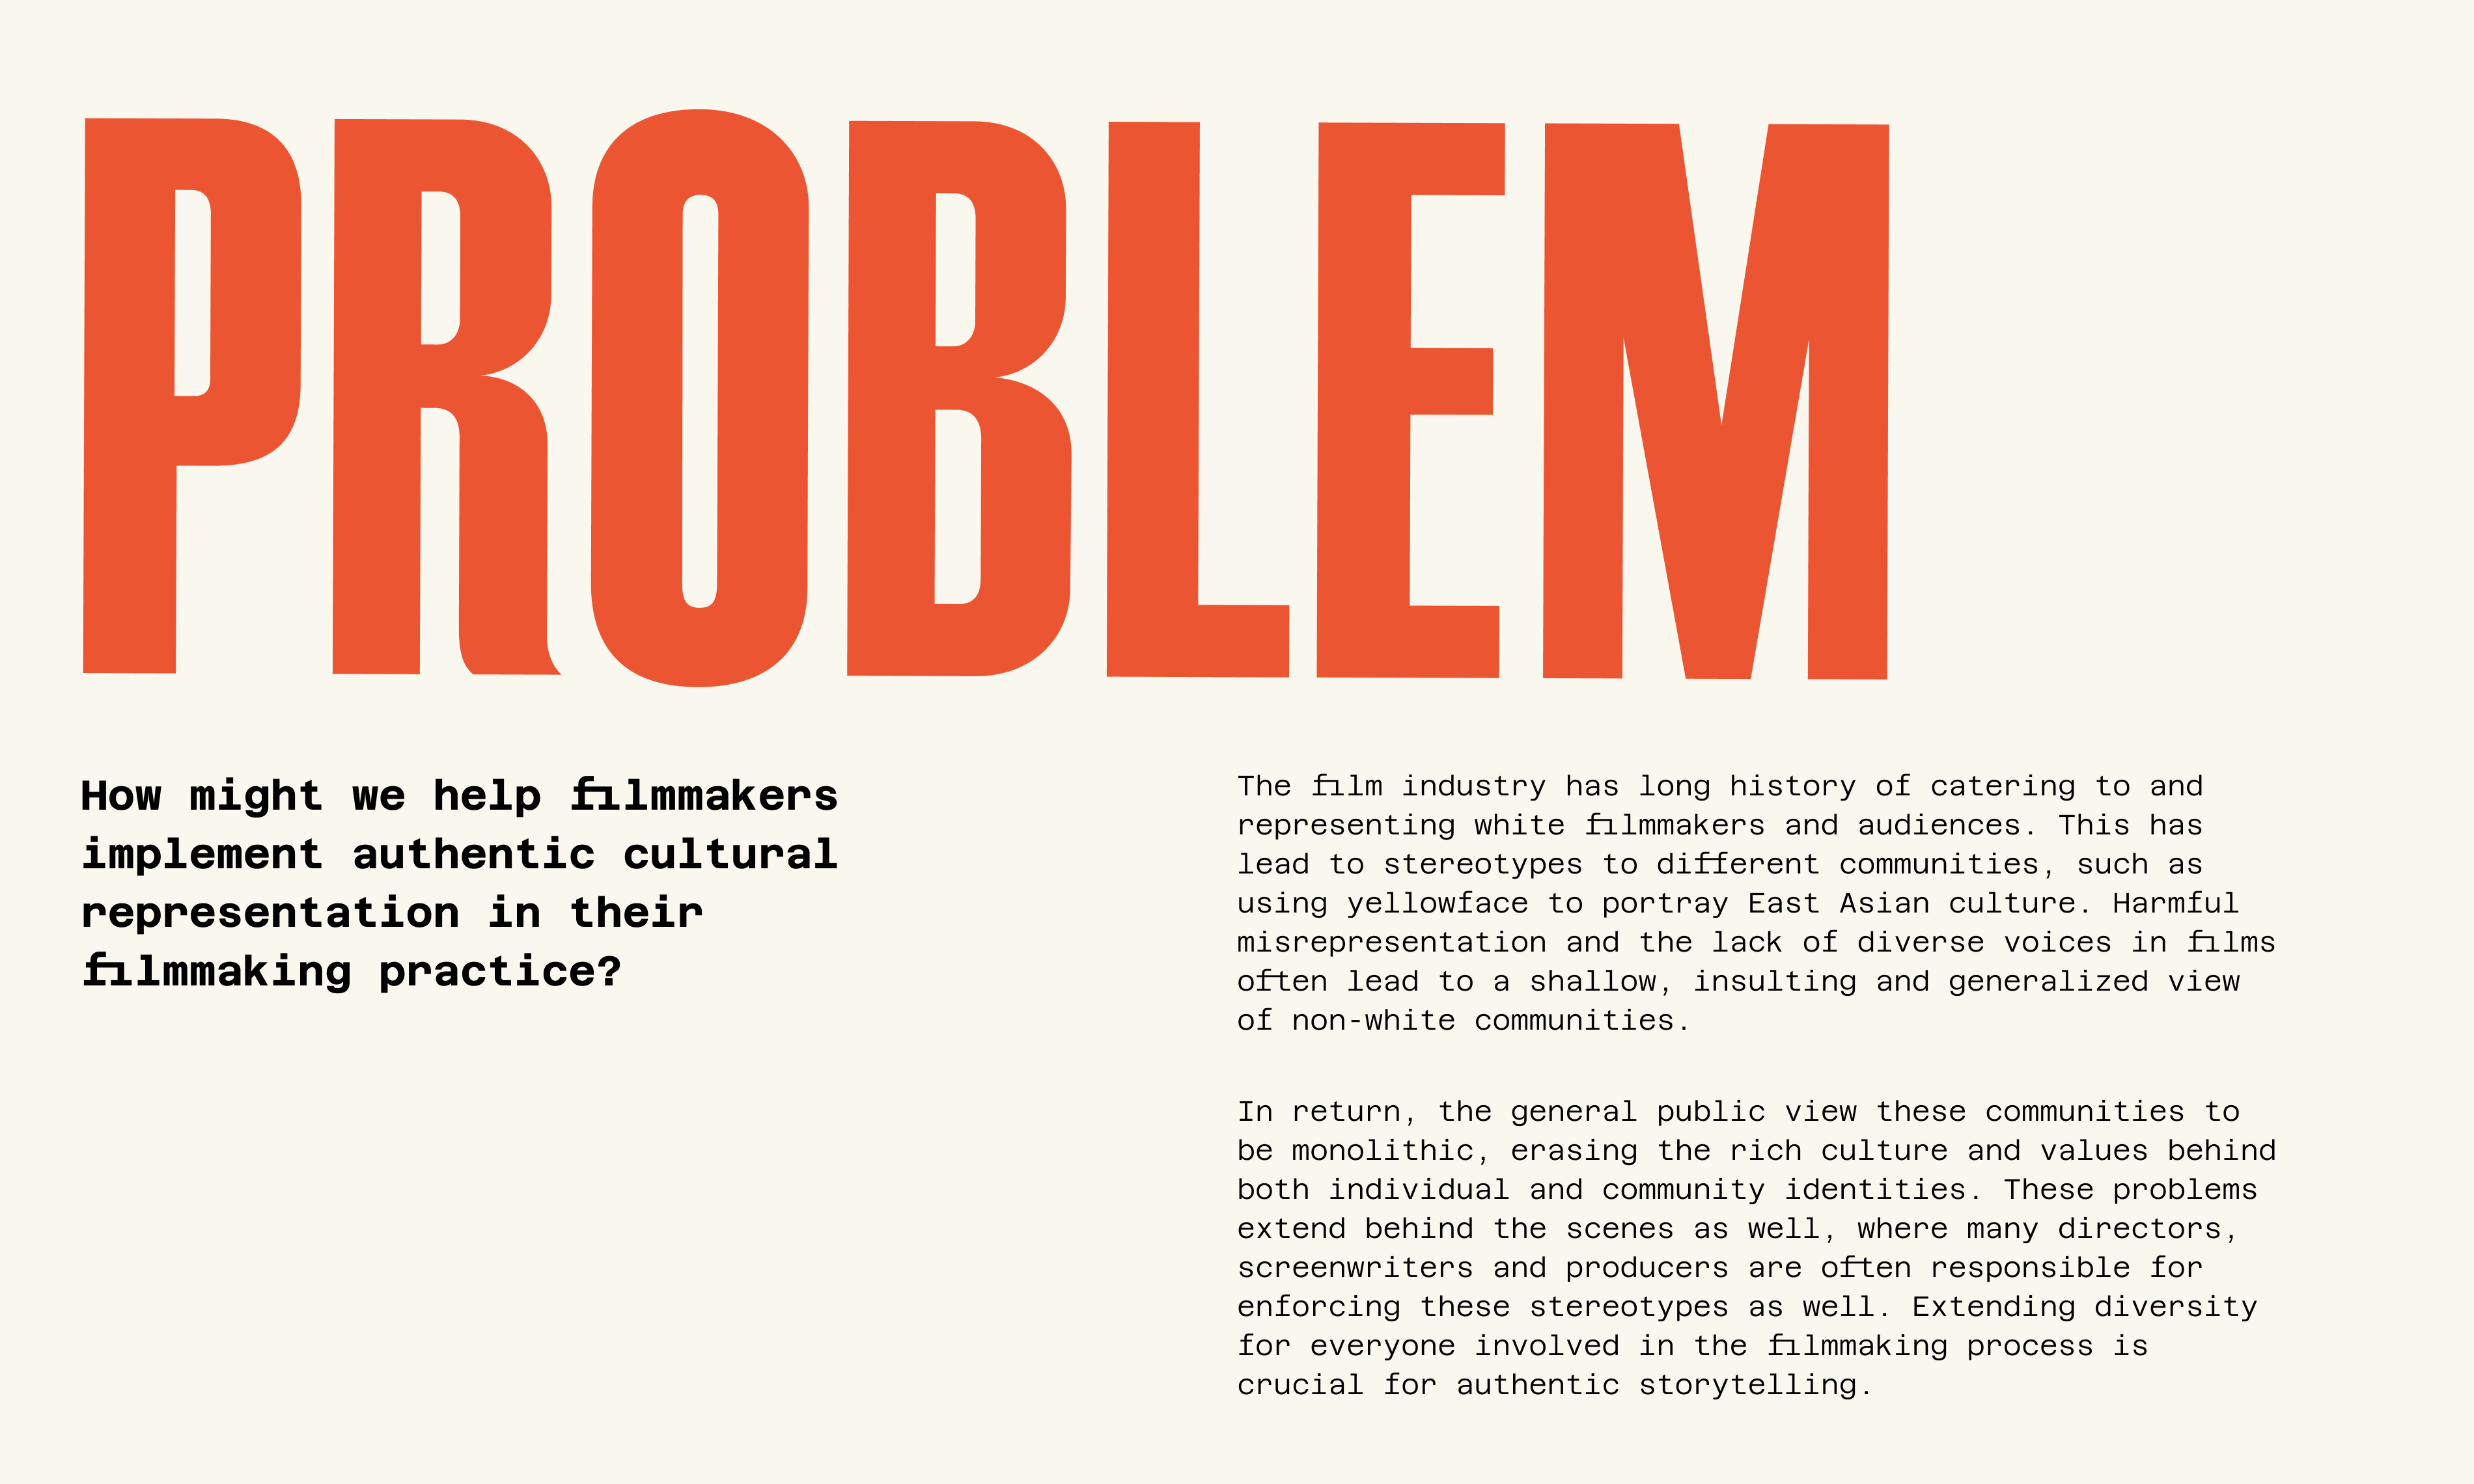 PROBLEM
How might we help filmmakers
implement authentic cultural
representation in their
filmmaking practice?
The film industry has long history of catering to and
representing white filmmakers and audiences. This has
lead to stereotypes to different communities, such as
using yellowface to portray East Asian culture. Harmful
misrepresentation and the lack of diverse voices in films
often lead to a shallow, insulting and generalized view
of non-white communities.
In return, the general public view these communities to
be monolithic, erasing the rich culture and values behind
both individual and community identities. These problems
extend behind the scenes as well, where many directors,
screenwriters and producers are often responsible for
enforcing these stereotypes as well. Extending diversity
for everyone involved in the filmmaking process is
crucial for authentic storytelling.